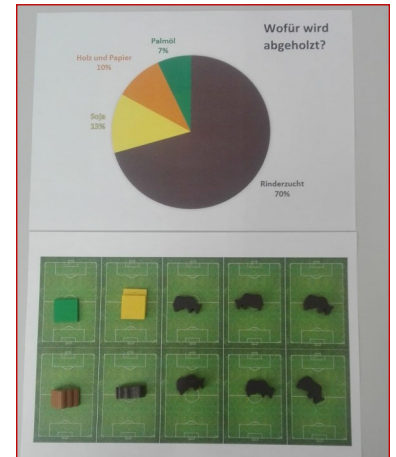 Wofür wird
abgeholzt?
Palmöl
7%
Holz und Papier
10%
Soja
13%
Rinderzucht
70%